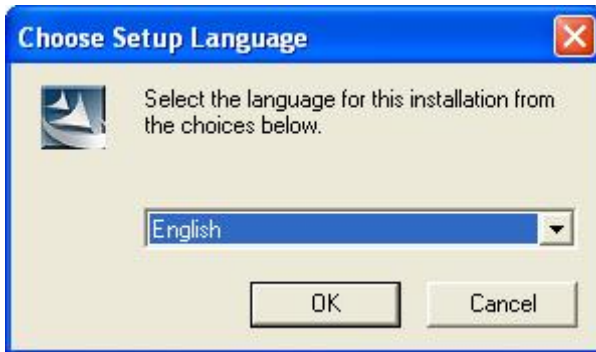 Choose Setup Language
Select the language for this installation from
the choices below.
English
OK
Cancel